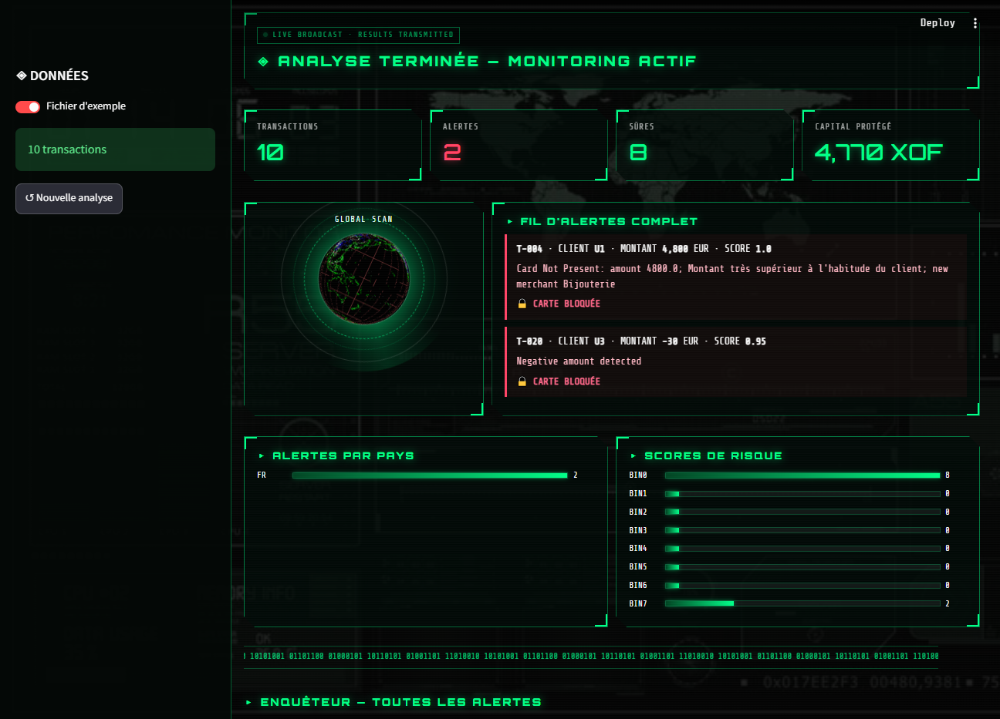 Deploy
◈ DONNÉES
Fichier d'exemple
10 transactions
↺ Nouvelle analyse
LIVE BROADCAST · RESULTS TRANSMITTED
◈ ANALYSE TERMINÉE — MONITORING ACTIF
TRANSACTIONS
10
ALERTES
2
SÛRES
8
CAPITAL PROTÉGÉ
4,770 XOF
GLOBAL SCAN
▸ FIL D'ALERTES COMPLET
T-004 · CLIENT U1 · MONTANT 4,800 EUR · SCORE 1.0
Card Not Present: amount 4800.0; Montant très supérieur à l'habitude du client; new
merchant Bijouterie
🔒 CARTE BLOQUÉE
T-020 · CLIENT U3 · MONTANT -30 EUR · SCORE 0.95
Negative amount detected
🔒 CARTE BLOQUÉE
▸ ALERTES PAR PAYS
FR 2
▸ SCORES DE RISQUE
BIN0 8
BIN1 0
BIN2 0
BIN3 0
BIN4 0
BIN5 0
BIN6 0
BIN7 2
10101001 01101100 01000101 10110101 01001101 11010010 10101001 01101100 01000101 10110101 01001101 11010010 10101001 01101100 01000101 10110101 01001101 110100
0x017EE2F3 00480,9381
▸ ENQUÊTEUR — TOUTES LES ALERTES